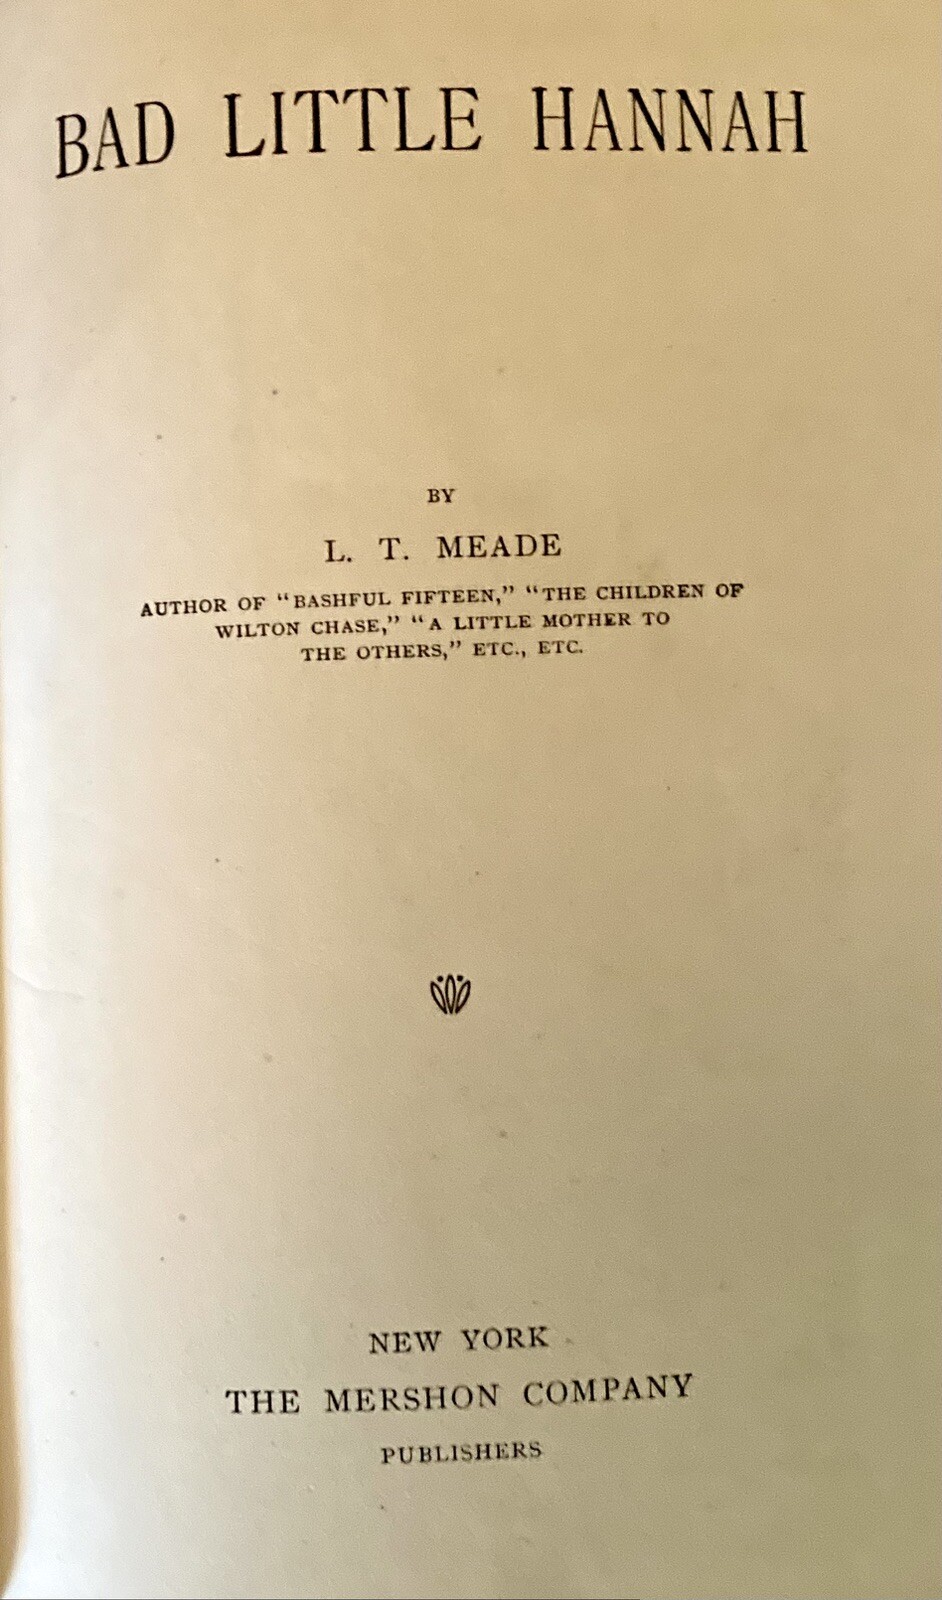 BAD LITTLE HANNAH
BY
L. T. MEADE
AUTHOR OF "BASHFUL FIFTEEN," "THE CHILDREN OF
WILTON CHASE," "A LITTLE MOTHER TO
THE OTHERS," ETC., ETC.
NEW YORK
THE MERSHON COMPANY
PUBLISHERS